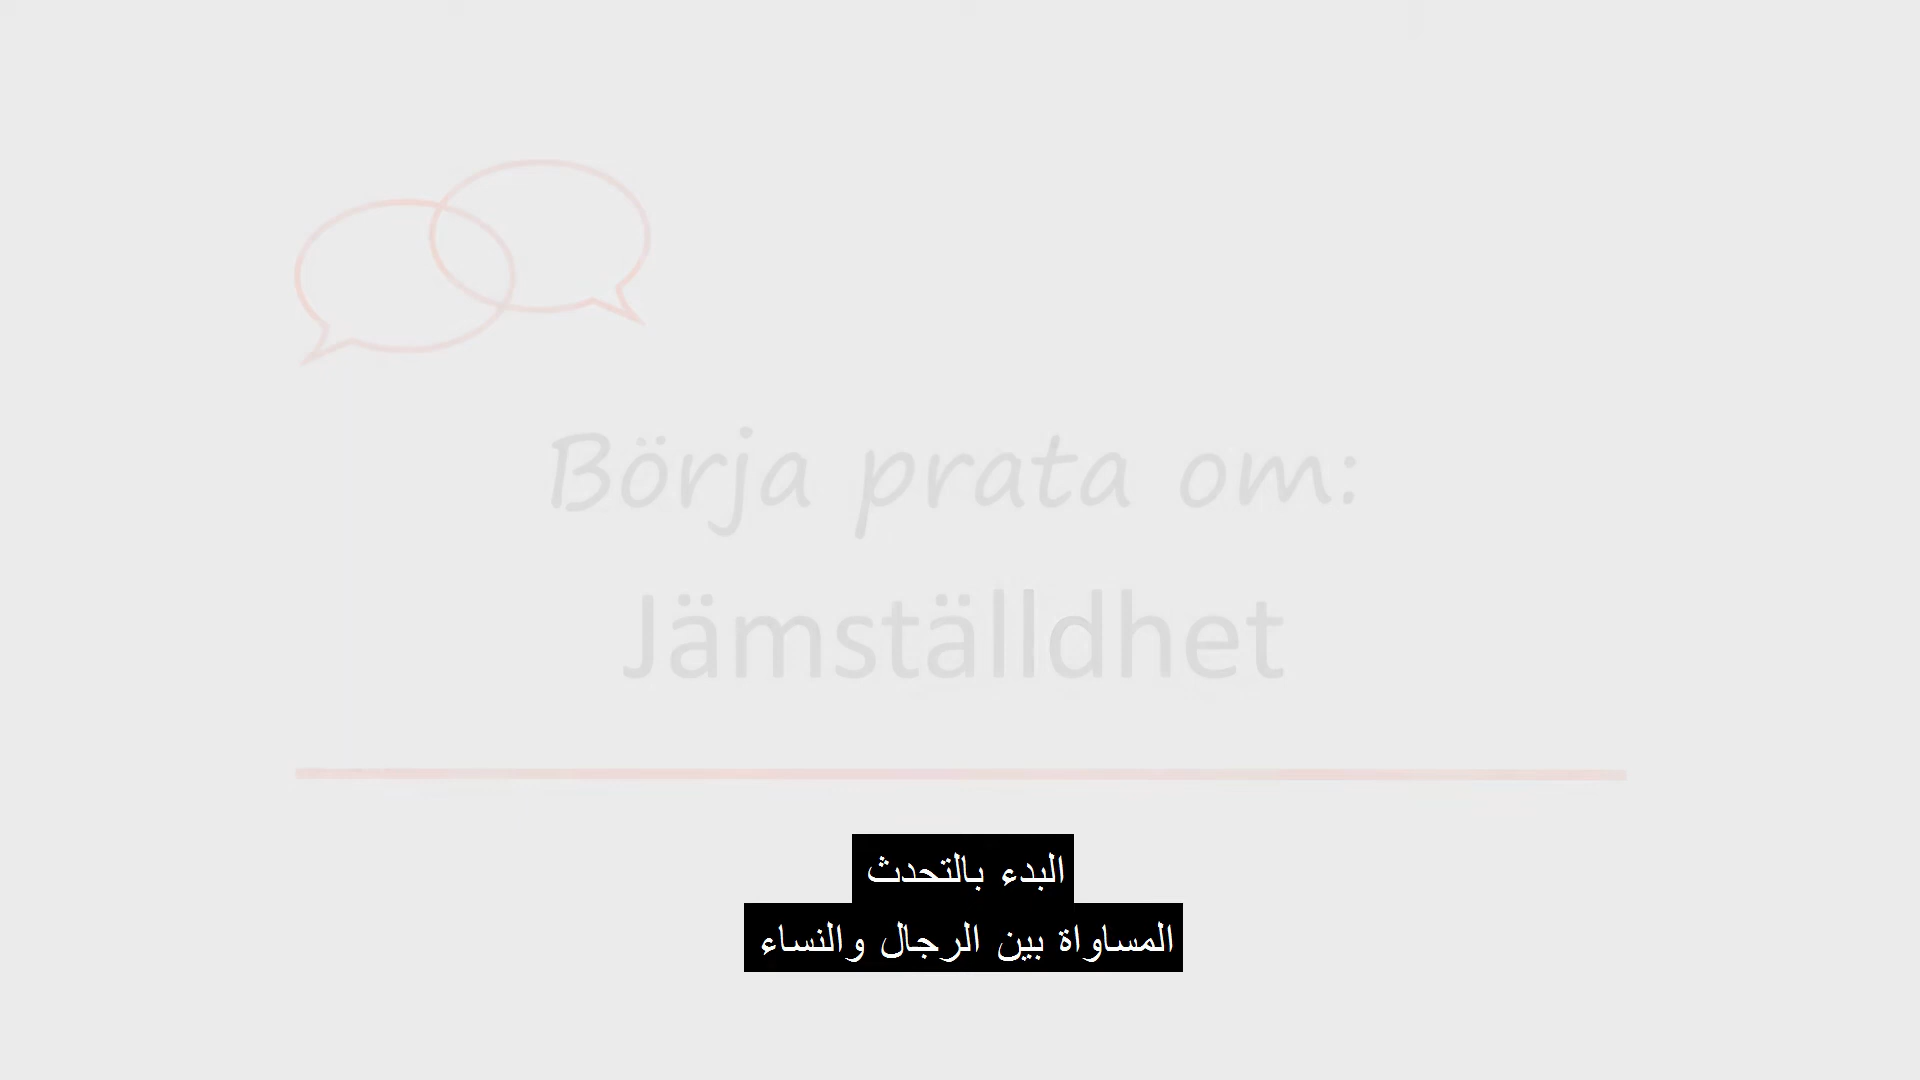 Börja prata om:
Jämställdhet
البدء بالتحدث
المساواة بين الرجال والنساء